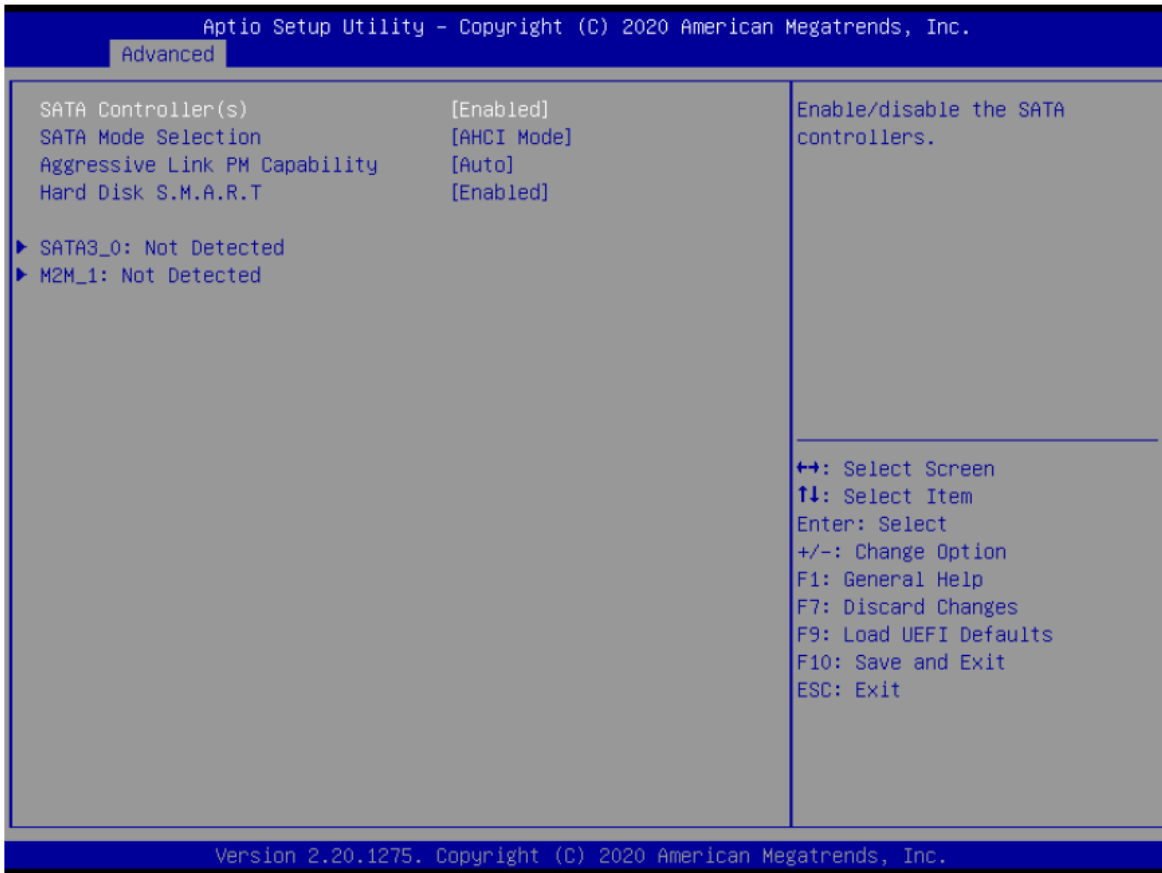 Aptio Setup Utility – Copyright (C) 2020 American Megatrends, Inc.
Advanced
SATA Controller(s) [Enabled]
SATA Mode Selection [AHCI Mode]
Aggressive Link PM Capability [Auto]
Hard Disk S.M.A.R.T [Enabled]
▶ SATA3_0: Not Detected
▶ M2M_1: Not Detected
Enable/disable the SATA
controllers.
↔: Select Screen
↑↓: Select Item
Enter: Select
+/-: Change Option
F1: General Help
F7: Discard Changes
F9: Load UEFI Defaults
F10: Save and Exit
ESC: Exit
Version 2.20.1275. Copyright (C) 2020 American Megatrends, Inc.